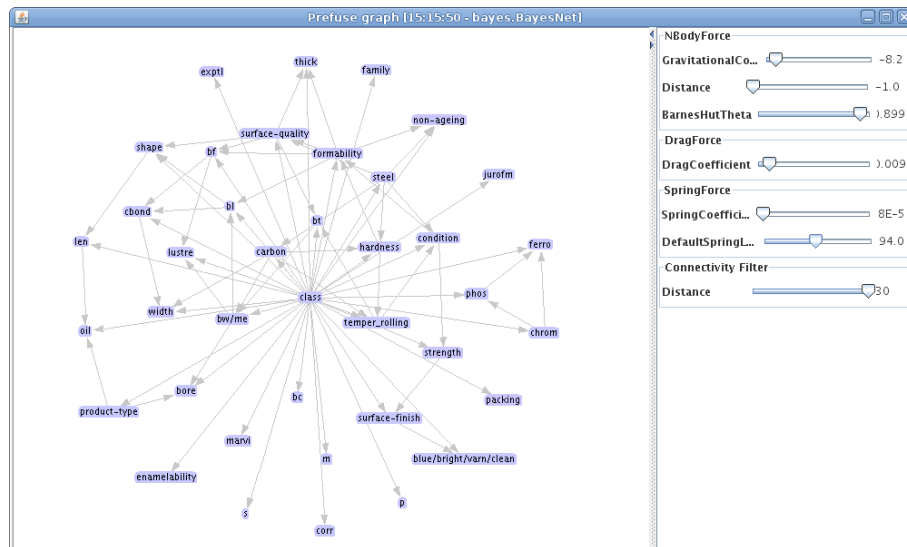 Prefuse graph [15:15:50 - bayes.BayesNet]
thick
exptl
family
non-ageing
surface-quality
shape
bf
formability
steel
jurofm
cbond
bl
bt
len
lustre
carbon
hardness
condition
ferro
class
phos
width
bw/me
temper_rolling
oil
chrom
strength
bore
bc
packing
product-type
surface-finish
marvi
m
blue/bright/varn/clean
enamelability
s
p
corr
NBodyForce
GravitationalCo... -8.2
Distance -1.0
BarnesHutTheta ).899
DragForce
DragCoefficient ).009
SpringForce
SpringCoeffici... 8E-5
DefaultSpringL... 94.0
Connectivity Filter
Distance 30